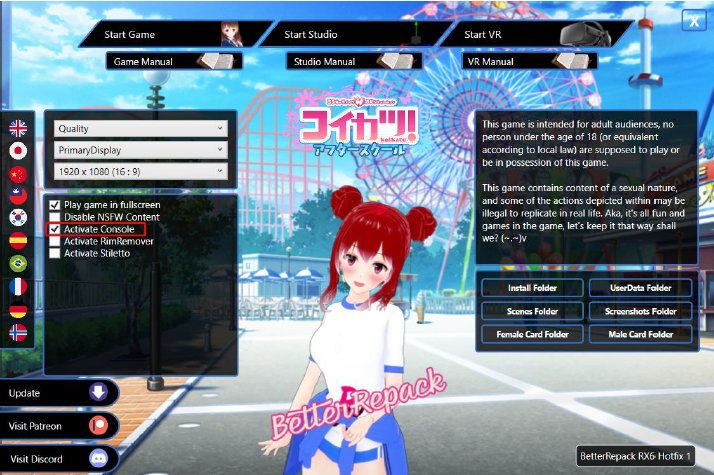 Start Game
Start Studio
Start VR
X
Game Manual
Studio Manual
VR Manual
Quality
PrimaryDisplay
1920 x 1080 (16 : 9)
Play game in fullscreen
Disable NSFW Content
Activate Console
Activate RimRemover
Activate Stiletto
コイカツ!
koikatu
アフタースクール
This game is intended for adult audiences, no
person under the age of 18 (or equivalent
according to local law) are supposed to play or
be in possession of this game.
This game contains content of a sexual nature,
and some of the actions depicted within may be
illegal to replicate in real life. Aka, it's all fun and
games in the game, let's keep it that way shall
we? (~.~)v
Install Folder
UserData Folder
Scenes Folder
Screenshots Folder
Female Card Folder
Male Card Folder
Update
Visit Patreon
Visit Discord
BetterRepack
BetterRepack RX6 Hotfix 1